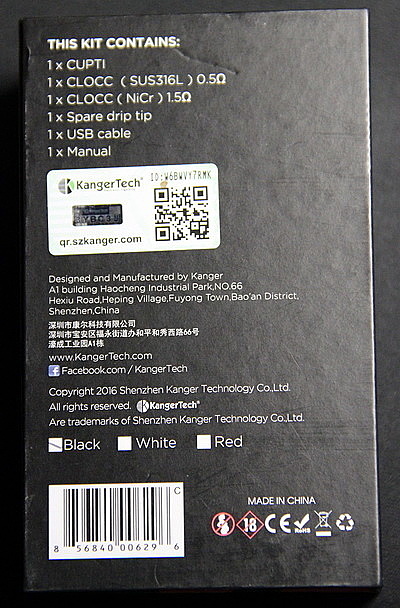 THIS KIT CONTAINS:
1 x CUPTI
1 x CLOCC ( SUS316L ) 0.5Ω
1 x CLOCC ( NiCr ) 1.5Ω
1 x Spare drip tip
1 x USB cable
1 x Manual
KangerTech®
ID:W6BWVY7RMK
qr.szkanger.com
Designed and Manufactured by Kanger
A1 building Haocheng Industrial Park,NO.66
Hexiu Road,Heping Village,Fuyong Town,Bao'an District,
Shenzhen,China
深圳市康尔科技有限公司
深圳市宝安区福永街道办和平和秀西路66号
濠成工业园A1栋
www.KangerTech.com
Facebook.com / KangerTech
Copyright 2016 Shenzhen Kanger Technology Co.,Ltd.
All rights reserved. KangerTech®
Are trademarks of Shenzhen Kanger Technology Co.,Ltd.
Black White Red
C
8 56840 00629 6
MADE IN CHINA
18 CE RoHS